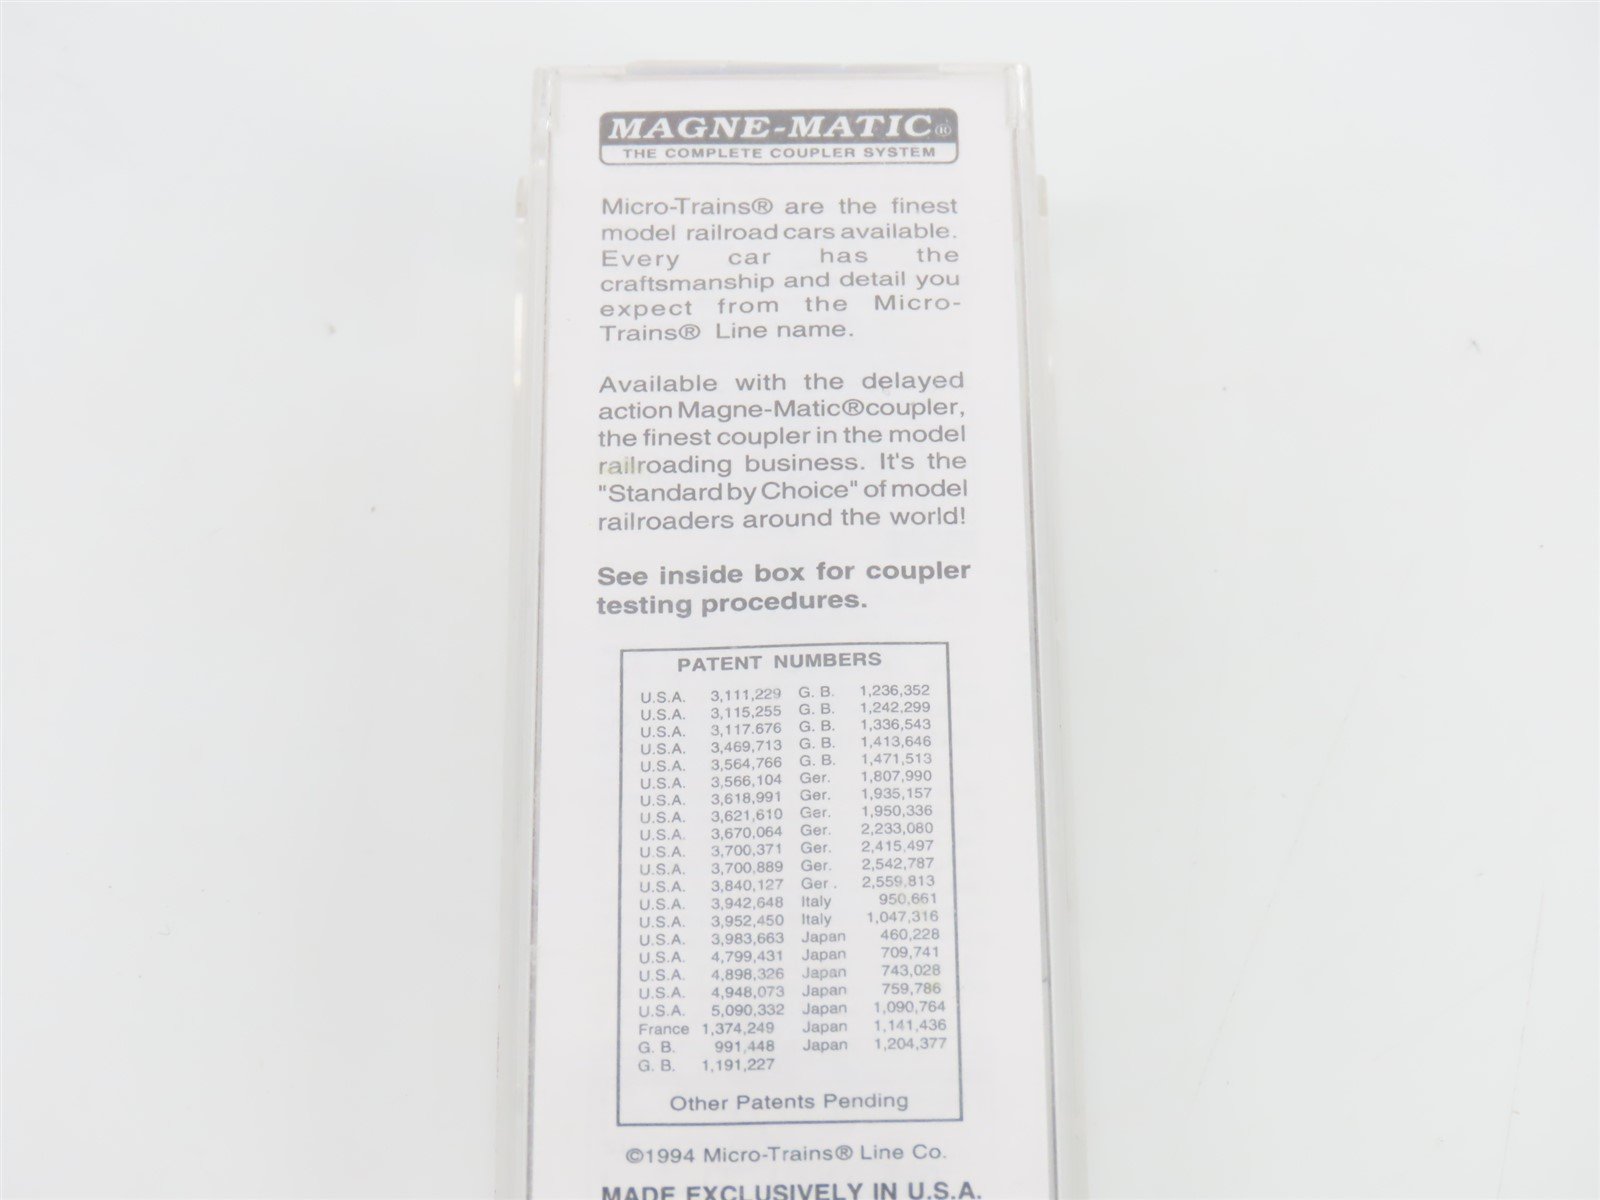 MAGNE-MATIC®
THE COMPLETE COUPLER SYSTEM
Micro-Trains® are the finest
model railroad cars available.
Every car has the
craftsmanship and detail you
expect from the Micro-
Trains® Line name.
Available with the delayed
action Magne-Matic®coupler,
the finest coupler in the model
railroading business. It's the
"Standard by Choice" of model
railroaders around the world!
See inside box for coupler
testing procedures.
PATENT NUMBERS
U.S.A. 3,111,229 G. B. 1,236,352
U.S.A. 3,115,255 G. B. 1,242,299
U.S.A. 3,117.676 G. B. 1,336,543
U.S.A. 3,469,713 G. B. 1,413,646
U.S.A. 3,564,766 G. B. 1,471,513
U.S.A. 3,566,104 Ger. 1,807,990
U.S.A. 3,618,991 Ger. 1,935,157
U.S.A. 3,621,610 Ger. 1,950,336
U.S.A. 3,670,064 Ger. 2,233,080
U.S.A. 3,700,371 Ger. 2,415,497
U.S.A. 3,700,889 Ger. 2,542,787
U.S.A. 3,840,127 Ger . 2,559,813
U.S.A. 3,942,648 Italy 950,661
U.S.A. 3,952,450 Italy 1,047,316
U.S.A. 3,983,663 Japan 460,228
U.S.A. 4,799,431 Japan 709,741
U.S.A. 4,898,326 Japan 743,028
U.S.A. 4,948,073 Japan 759,786
U.S.A. 5,090,332 Japan 1,090,764
France 1,374,249 Japan 1,141,436
G. B. 991,448 Japan 1,204,377
G. B. 1,191,227
Other Patents Pending
©1994 Micro-Trains® Line Co.
MADE EXCLUSIVELY IN U.S.A.